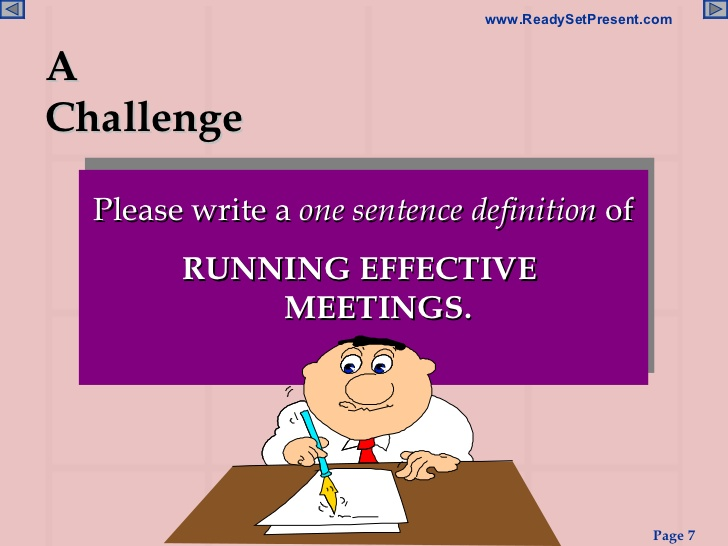 www.ReadySetPresent.com
A
Challenge
Please write a one sentence definition of
RUNNING EFFECTIVE
MEETINGS.
Page 7